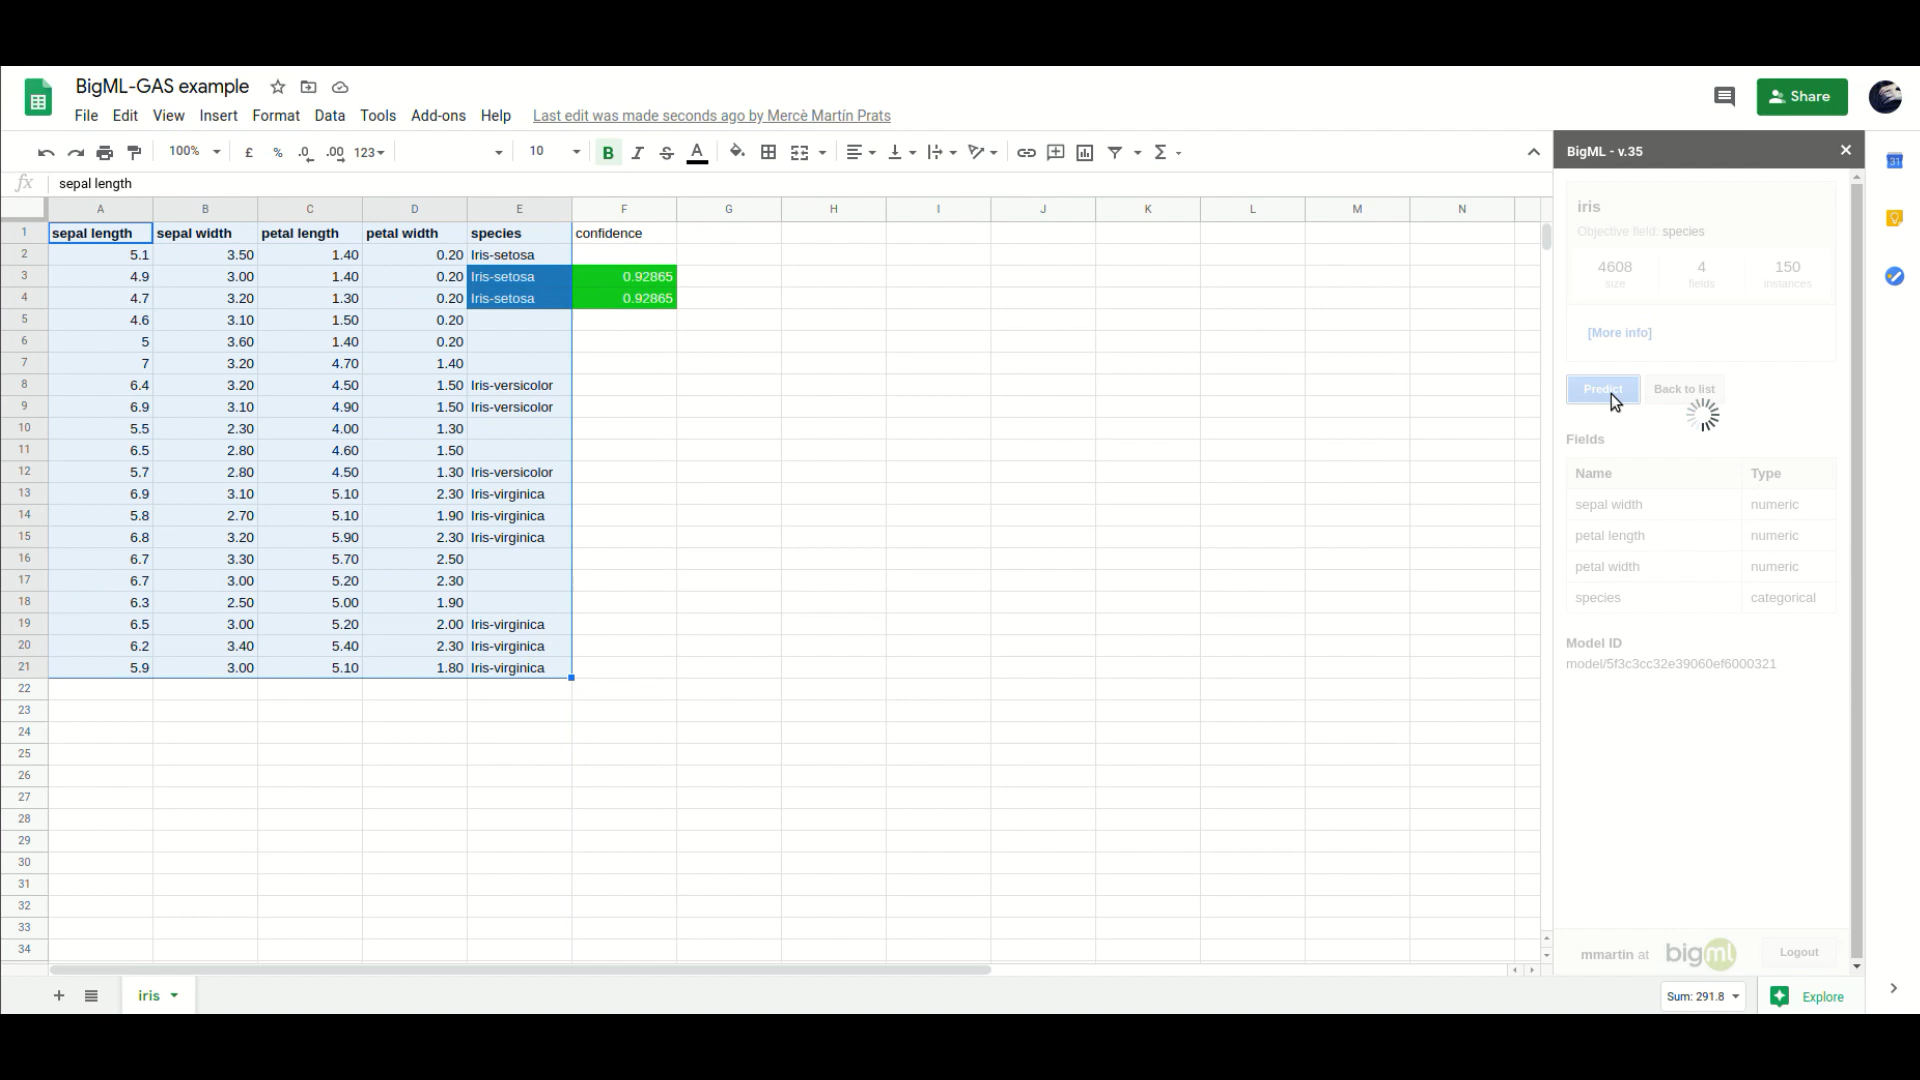 BigML-GAS example
File Edit View Insert Format Data Tools Add-ons Help Last edit was made seconds ago by Mercè Martín Prats
Share
100% £ % .0 .00 123 10 B I S A Σ
BigML - v.35
fx sepal length
A B C D E F G H I J K L M N
1 sepal length sepal width petal length petal width species confidence
2 5.1 3.50 1.40 0.20 Iris-setosa
3 4.9 3.00 1.40 0.20 Iris-setosa 0.92865
4 4.7 3.20 1.30 0.20 Iris-setosa 0.92865
5 4.6 3.10 1.50 0.20
6 5 3.60 1.40 0.20
7 7 3.20 4.70 1.40
8 6.4 3.20 4.50 1.50 Iris-versicolor
9 6.9 3.10 4.90 1.50 Iris-versicolor
10 5.5 2.30 4.00 1.30
11 6.5 2.80 4.60 1.50
12 5.7 2.80 4.50 1.30 Iris-versicolor
13 6.9 3.10 5.10 2.30 Iris-virginica
14 5.8 2.70 5.10 1.90 Iris-virginica
15 6.8 3.20 5.90 2.30 Iris-virginica
16 6.7 3.30 5.70 2.50
17 6.7 3.00 5.20 2.30
18 6.3 2.50 5.00 1.90
19 6.5 3.00 5.20 2.00 Iris-virginica
20 6.2 3.40 5.40 2.30 Iris-virginica
21 5.9 3.00 5.10 1.80 Iris-virginica
22
23
24
25
26
27
28
29
30
31
32
33
34
iris
Objective field: species
4608 4 150
size fields instances
[More info]
Predict Back to list
Fields
Name Type
sepal width numeric
petal length numeric
petal width numeric
species categorical
Model ID
model/5f3c3cc32e39060ef6000321
mmartin at bigml Logout
31
iris
Sum: 291.8
Explore